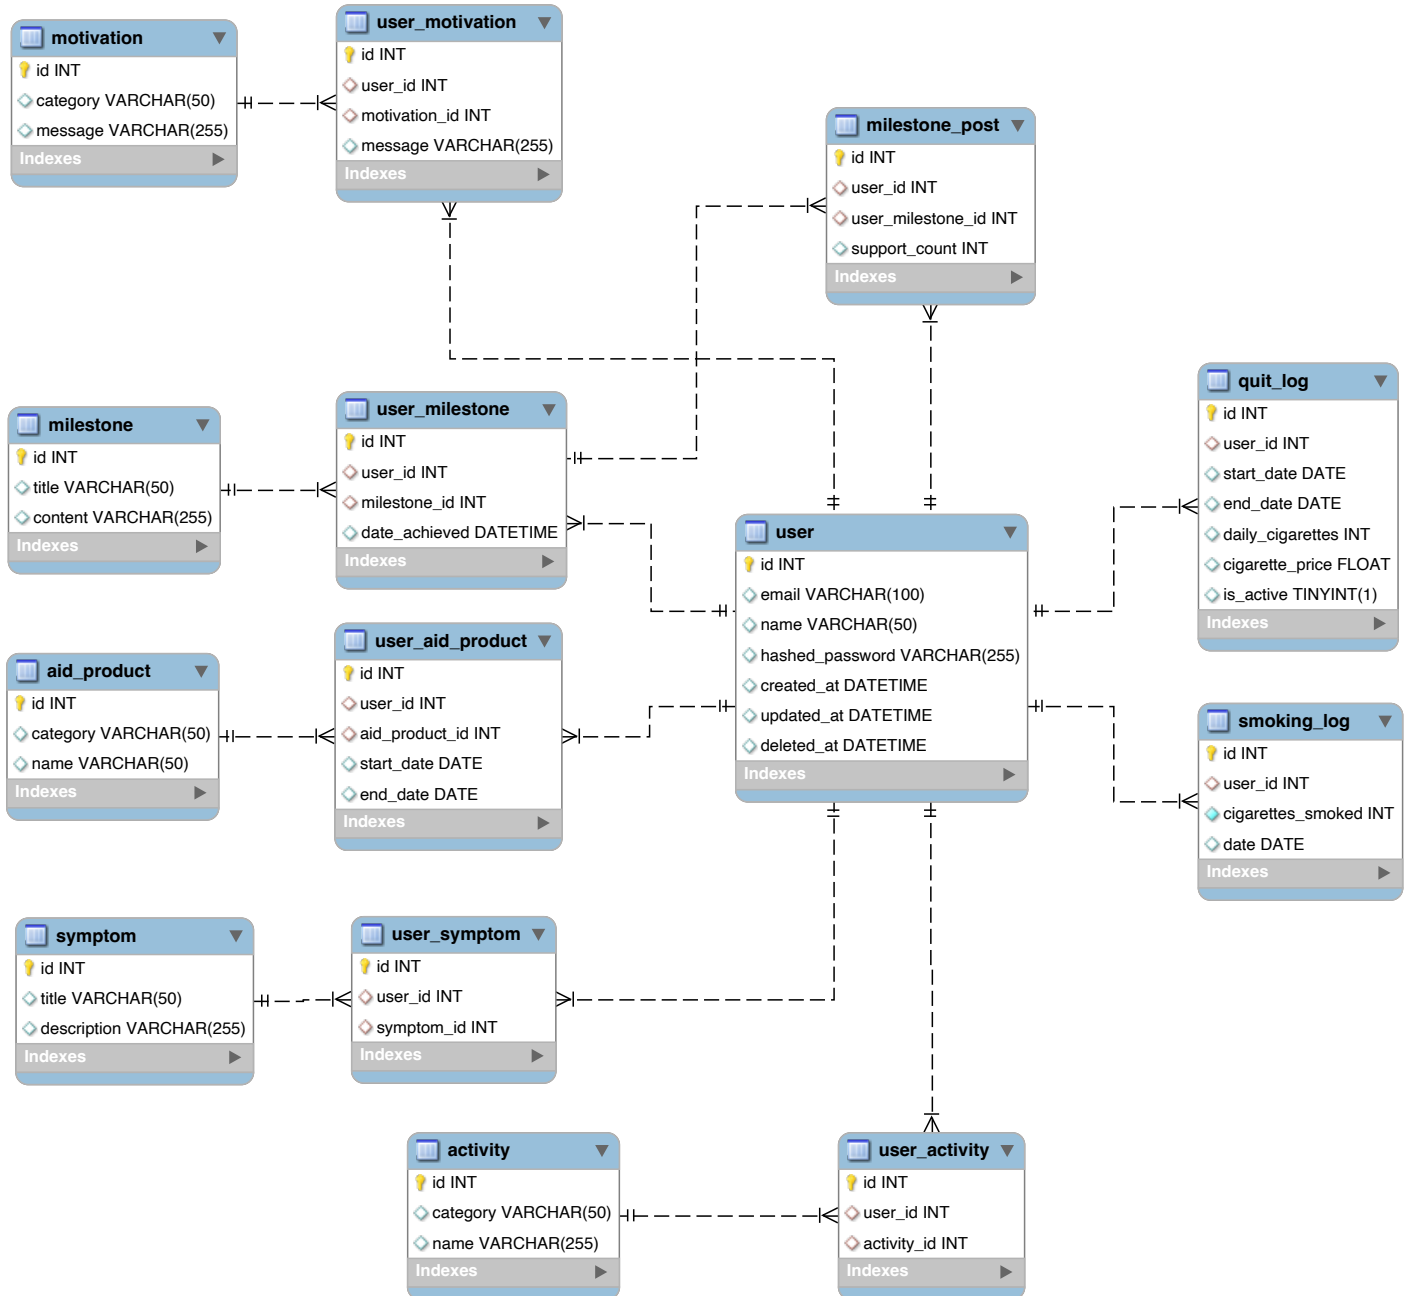 motivation
id INT
category VARCHAR(50)
message VARCHAR(255)
Indexes
user_motivation
id INT
user_id INT
motivation_id INT
message VARCHAR(255)
Indexes
milestone_post
id INT
user_id INT
user_milestone_id INT
support_count INT
Indexes
milestone
id INT
title VARCHAR(50)
content VARCHAR(255)
Indexes
user_milestone
id INT
user_id INT
milestone_id INT
date_achieved DATETIME
Indexes
quit_log
id INT
user_id INT
start_date DATE
end_date DATE
daily_cigarettes INT
cigarette_price FLOAT
is_active TINYINT(1)
Indexes
user
id INT
email VARCHAR(100)
name VARCHAR(50)
hashed_password VARCHAR(255)
created_at DATETIME
updated_at DATETIME
deleted_at DATETIME
Indexes
aid_product
id INT
category VARCHAR(50)
name VARCHAR(50)
Indexes
user_aid_product
id INT
user_id INT
aid_product_id INT
start_date DATE
end_date DATE
Indexes
smoking_log
id INT
user_id INT
cigarettes_smoked INT
date DATE
Indexes
symptom
id INT
title VARCHAR(50)
description VARCHAR(255)
Indexes
user_symptom
id INT
user_id INT
symptom_id INT
Indexes
activity
id INT
category VARCHAR(50)
name VARCHAR(255)
Indexes
user_activity
id INT
user_id INT
activity_id INT
Indexes